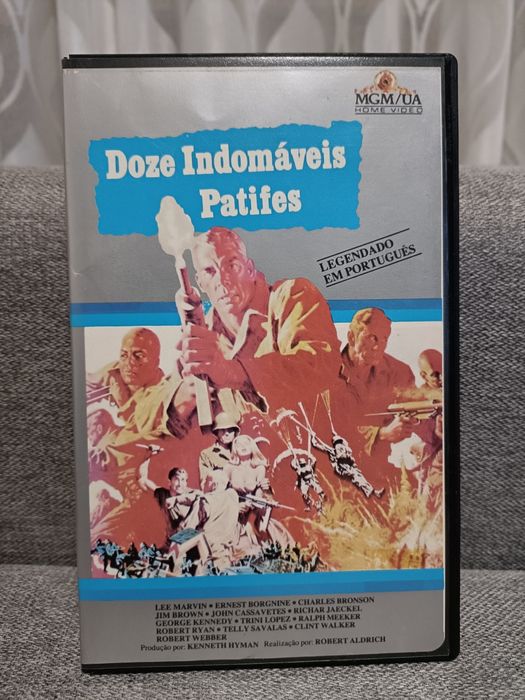 MGM/UA
HOME VIDEO
Doze Indomáveis
Patifes
LEGENDADO
EM PORTUGUÊS
LEE MARVIN • ERNEST BORGNINE • CHARLES BRONSON
JIM BROWN • JOHN CASSAVETES • RICHAR JAECKEL
GEORGE KENNEDY • TRINI LOPEZ • RALPH MEEKER
ROBERT RYAN • TELLY SAVALAS • CLINT WALKER
ROBERT WEBBER
Produção por: KENNETH HYMAN Realização por: ROBERT ALDRICH